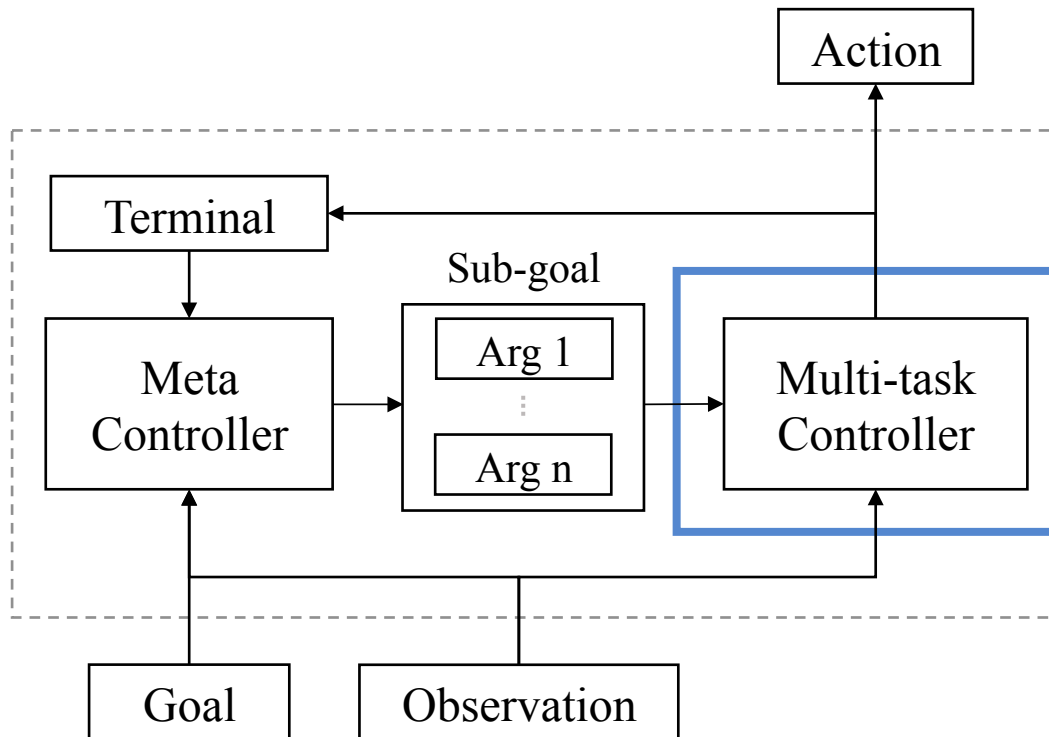 Action
Terminal
Sub-goal
Meta
Controller
Arg 1
Arg n
Multi-task
Controller
Goal
Observation